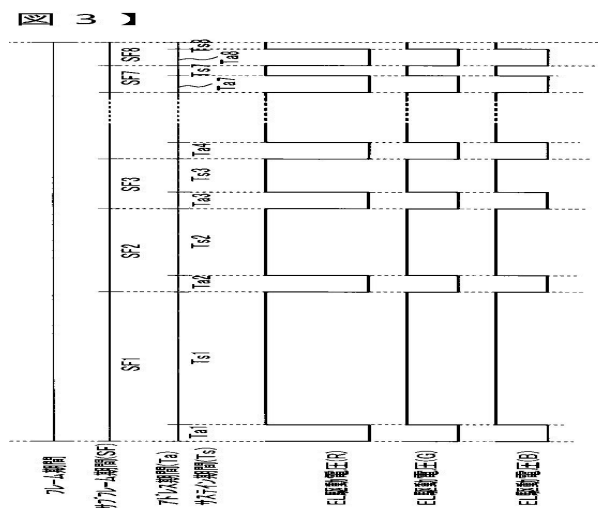 図 3 】
フレーム期間
サブフレーム期間(SF)
SF1
SF2
SF3
SF7
SF8
アドレス期間(Ta)
サステイン期間(Ts)
Ta1
Ts1
Ta2
Ts2
Ta3
Ts3
Ta4
Ta7
Ts7
Ta8
Ts8
EL駆動電圧(R)
EL駆動電圧(G)
EL駆動電圧(B)